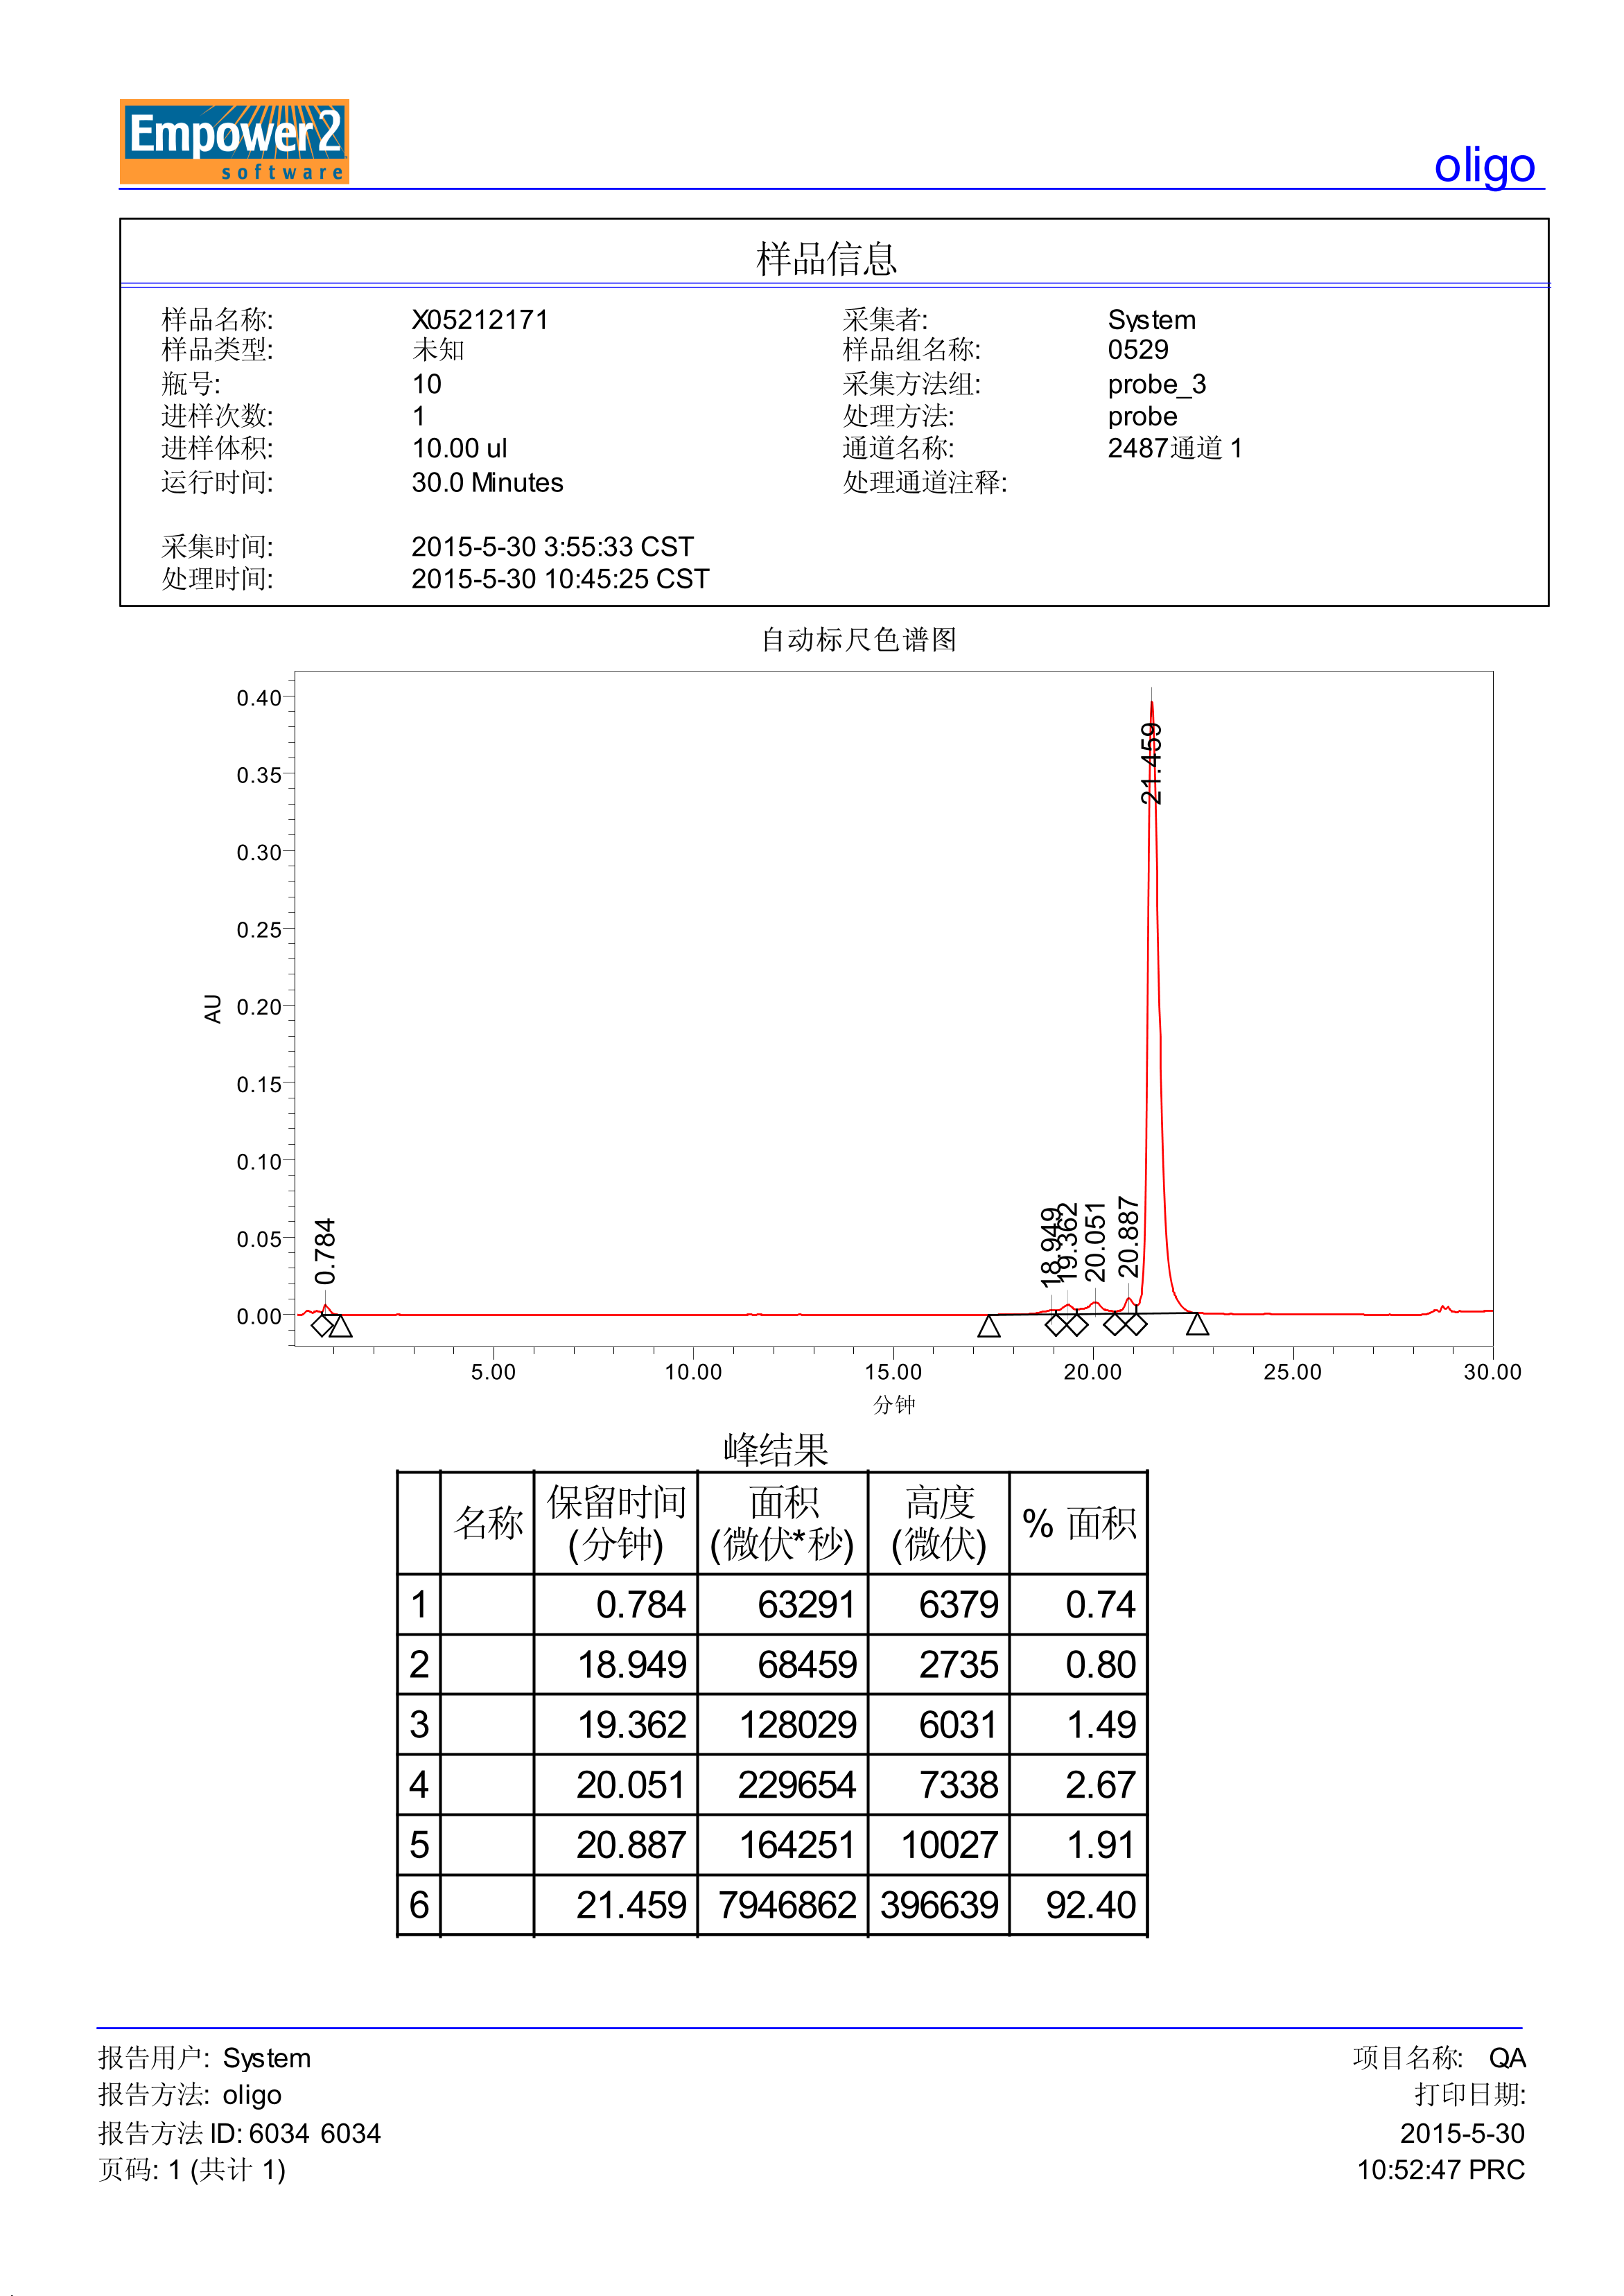 Empower2
software
oligo
样品信息
样品名称: X05212171 采集者: System
样品类型: 未知 样品组名称: 0529
瓶号: 10 采集方法组: probe_3
进样次数: 1 处理方法: probe
进样体积: 10.00 ul 通道名称: 2487通道 1
运行时间: 30.0 Minutes 处理通道注释:
采集时间: 2015-5-30 3:55:33 CST
处理时间: 2015-5-30 10:45:25 CST
自动标尺色谱图
AU
0.40
0.35
0.30
0.25
0.20
0.15
0.10
0.05
0.00
0.784
18.949
19.362
20.051
20.887
21.459
5.00 10.00 15.00 20.00 25.00 30.00
分钟
峰结果
名称 保留时间 (分钟) 面积 (微伏*秒) 高度 (微伏) % 面积
1 0.784 63291 6379 0.74
2 18.949 68459 2735 0.80
3 19.362 128029 6031 1.49
4 20.051 229654 7338 2.67
5 20.887 164251 10027 1.91
6 21.459 7946862 396639 92.40
报告用户: System 项目名称: QA
报告方法: oligo 打印日期:
报告方法 ID: 6034 6034 2015-5-30
页码: 1 (共计 1) 10:52:47 PRC